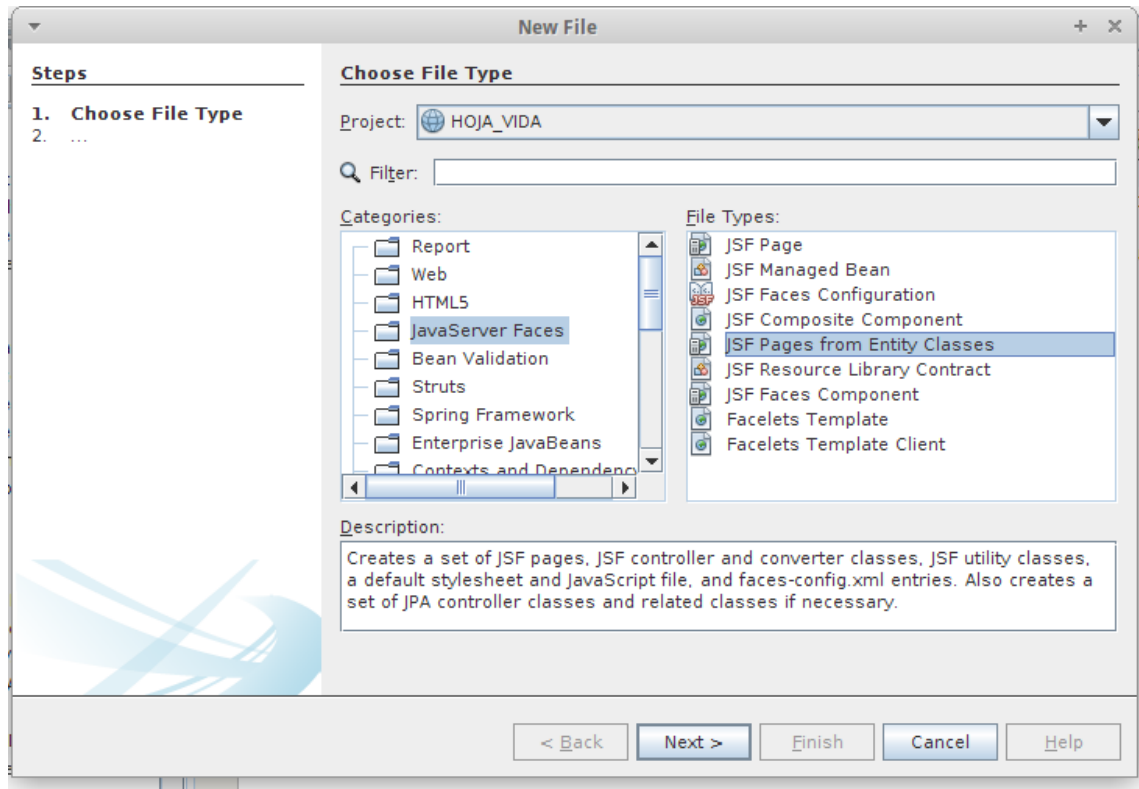 New File
Steps
1. Choose File Type
2. ...
Choose File Type
Project: HOJA_VIDA
Filter:
Categories:
Report
Web
HTML5
JavaServer Faces
Bean Validation
Struts
Spring Framework
Enterprise JavaBeans
Contexts and Dependency
File Types:
JSF Page
JSF Managed Bean
JSF Faces Configuration
JSF Composite Component
JSF Pages from Entity Classes
JSF Resource Library Contract
JSF Faces Component
Facelets Template
Facelets Template Client
Description:
Creates a set of JSF pages, JSF controller and converter classes, JSF utility classes,
a default stylesheet and JavaScript file, and faces-config.xml entries. Also creates a
set of JPA controller classes and related classes if necessary.
< Back
Next >
Finish
Cancel
Help